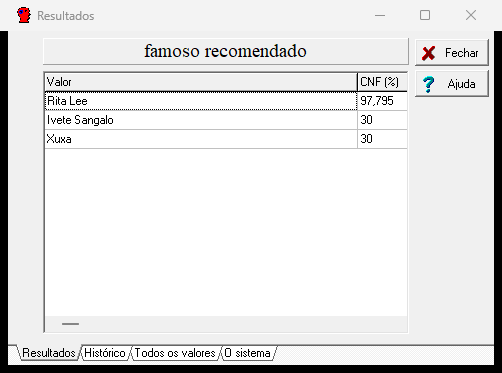 Resultados
famoso recomendado
Fechar
Ajuda
Valor CNF (%)
Rita Lee 97,795
Ivete Sangalo 30
Xuxa 30
Resultados Histórico Todos os valores O sistema